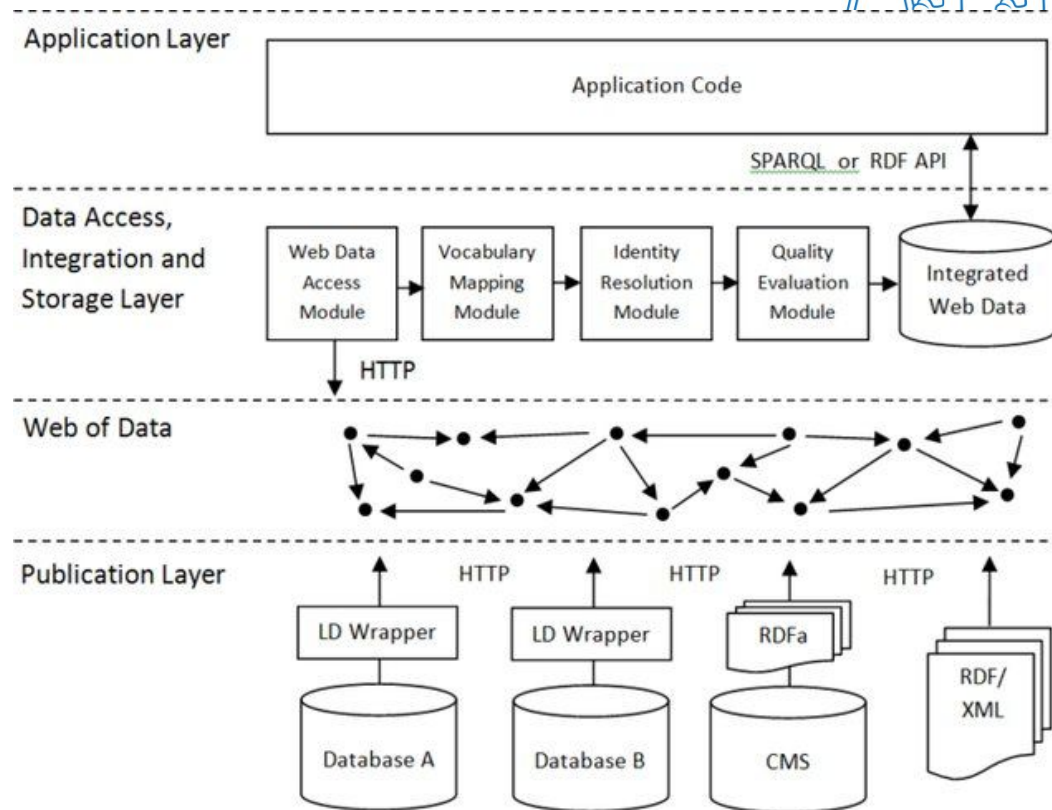 Application Layer
Application Code
SPARQL or RDF API
Data Access,
Integration and
Storage Layer
Web Data
Access
Module
Vocabulary
Mapping
Module
Identity
Resolution
Module
Quality
Evaluation
Module
Integrated
Web Data
HTTP
Web of Data
Publication Layer
HTTP
HTTP
HTTP
LD Wrapper
LD Wrapper
RDFa
RDF/
XML
Database A
Database B
CMS